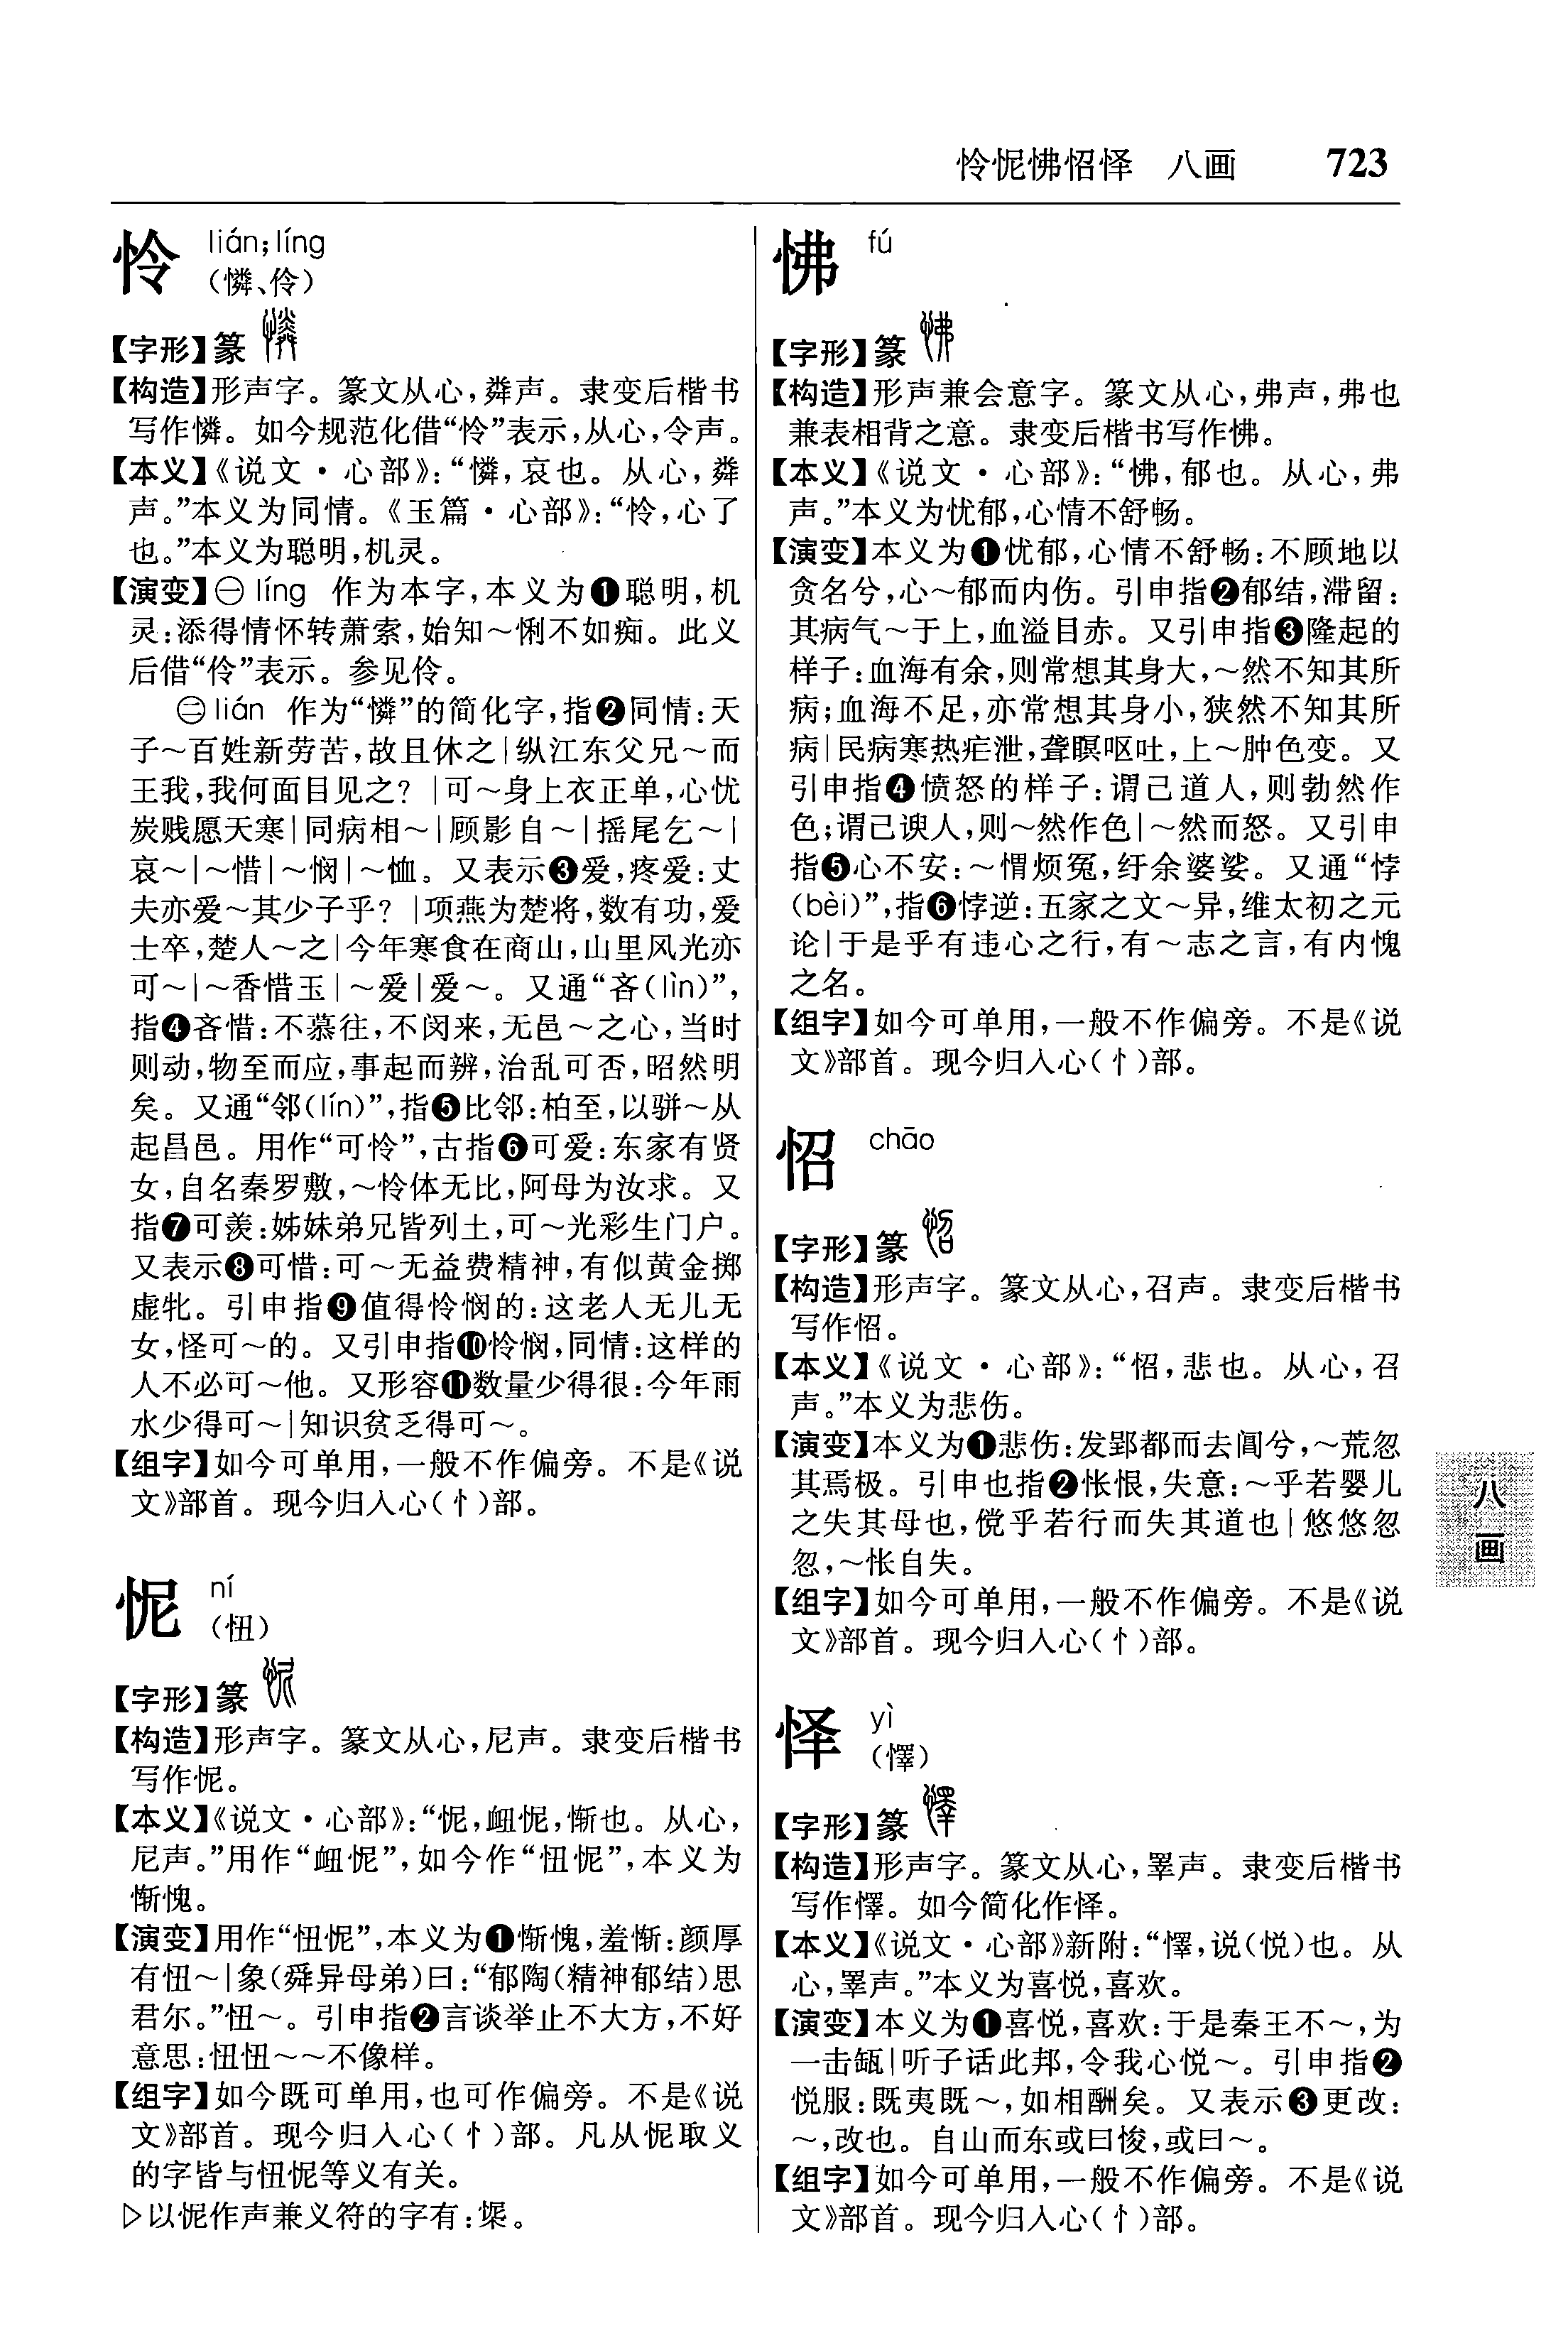 怜怩怫怊怿 八画 723
怜 lián;líng
(憐、伶)
【字形】篆
【构造】形声字。篆文从心,粦声。隶变后楷书
写作憐。如今规范化借“怜”表示,从心,令声。
【本义】《说文·心部》:“憐,哀也。从心,粦
声。”本义为同情。《玉篇·心部》:“怜,心了
也。”本义为聪明,机灵。
【演变】㊀líng 作为本字,本义为❶聪明,机
灵:添得情怀转萧索,始知~悧不如痴。此义
后借“伶”表示。参见伶。
㊁lián 作为“憐”的简化字,指❷同情:天
子~百姓新劳苦,故且休之|纵江东父兄~而
王我,我何面目见之?|可~身上衣正单,心忧
炭贱愿天寒|同病相~|顾影自~|摇尾乞~|
哀~|~惜|~悯|~恤。又表示❸爱,疼爱:丈
夫亦爱~其少子乎?|项燕为楚将,数有功,爱
士卒,楚人~之|今年寒食在商山,山里风光亦
可~|~香惜玉|~爱|爱~。又通“吝(lìn)”,
指❹吝惜:不慕往,不闵来,无邑~之心,当时
则动,物至而应,事起而辨,治乱可否,昭然明
矣。又通“邻(lín)”,指❺比邻:柏至,以骈~从
起昌邑。用作“可怜”,古指❻可爱:东家有贤
女,自名秦罗敷,~怜体无比,阿母为汝求。又
指❼可羡:姊妹弟兄皆列土,可~光彩生门户。
又表示❽可惜:可~无益费精神,有似黄金掷
虚牝。引申指❾值得怜悯的:这老人无儿无
女,怪可~的。又引申指❿怜悯,同情:这样的
人不必可~他。又形容⓫数量少得很:今年雨
水少得可~|知识贫乏得可~。
【组字】如今可单用,一般不作偏旁。不是《说
文》部首。现今归入心(忄)部。
怩 ní
(忸)
【字形】篆
【构造】形声字。篆文从心,尼声。隶变后楷书
写作怩。
【本义】《说文·心部》:“怩,衄怩,惭也。从心,
尼声。”用作“衄怩”,如今作“忸怩”,本义为
惭愧。
【演变】用作“忸怩”,本义为❶惭愧,羞惭:颜厚
有忸~|象(舜异母弟)曰:“郁陶(精神郁结)思
君尔。”忸~。引申指❷言谈举止不大方,不好
意思:忸忸~~不像样。
【组字】如今既可单用,也可作偏旁。不是《说
文》部首。现今归入心(忄)部。凡从怩取义
的字皆与忸怩等义有关。
▷以怩作声兼义符的字有:。
怫 fú
【字形】篆
【构造】形声兼会意字。篆文从心,弗声,弗也
兼表相背之意。隶变后楷书写作怫。
【本义】《说文·心部》:“怫,郁也。从心,弗
声。”本义为忧郁,心情不舒畅。
【演变】本义为❶忧郁,心情不舒畅:不顾地以
贪名兮,心~郁而内伤。引申指❷郁结,滞留:
其病气~于上,血溢目赤。又引申指❸隆起的
样子:血海有余,则常想其身大,~然不知其所
病;血海不足,亦常想其身小,狭然不知其所
病|民病寒热疟泄,聋瞑呕吐,上~肿色变。又
引申指❹愤怒的样子:谓己道人,则勃然作
色;谓己谀人,则~然作色|~然而怒。又引申
指❺心不安:~愲烦冤,纡余婆娑。又通“悖
(bèi)”,指❻悖逆:五家之文~异,维太初之元
论|于是乎有违心之行,有~志之言,有内愧
之名。
【组字】如今可单用,一般不作偏旁。不是《说
文》部首。现今归入心(忄)部。
怊 chāo
【字形】篆
【构造】形声字。篆文从心,召声。隶变后楷书
写作怊。
【本义】《说文·心部》:“怊,悲也。从心,召
声。”本义为悲伤。
【演变】本义为❶悲伤:发郢都而去闾兮,~荒忽
其焉极。引申也指❷怅恨,失意:~乎若婴儿
之失其母也,傥乎若行而失其道也|悠悠忽
忽,~怅自失。
【组字】如今可单用,一般不作偏旁。不是《说
文》部首。现今归入心(忄)部。
怿 yì
(懌)
【字形】篆
【构造】形声字。篆文从心,睪声。隶变后楷书
写作懌。如今简化作怿。
【本义】《说文·心部》新附:“懌,说(悦)也。从
心,睪声。”本义为喜悦,喜欢。
【演变】本义为❶喜悦,喜欢:于是秦王不~,为
一击缻|听子话此邦,令我心悦~。引申指❷
悦服:既夷既~,如相酬矣。又表示❸更改:
~,改也。自山而东或曰悛,或曰~。
【组字】如今可单用,一般不作偏旁。不是《说
文》部首。现今归入心(忄)部。
八
画